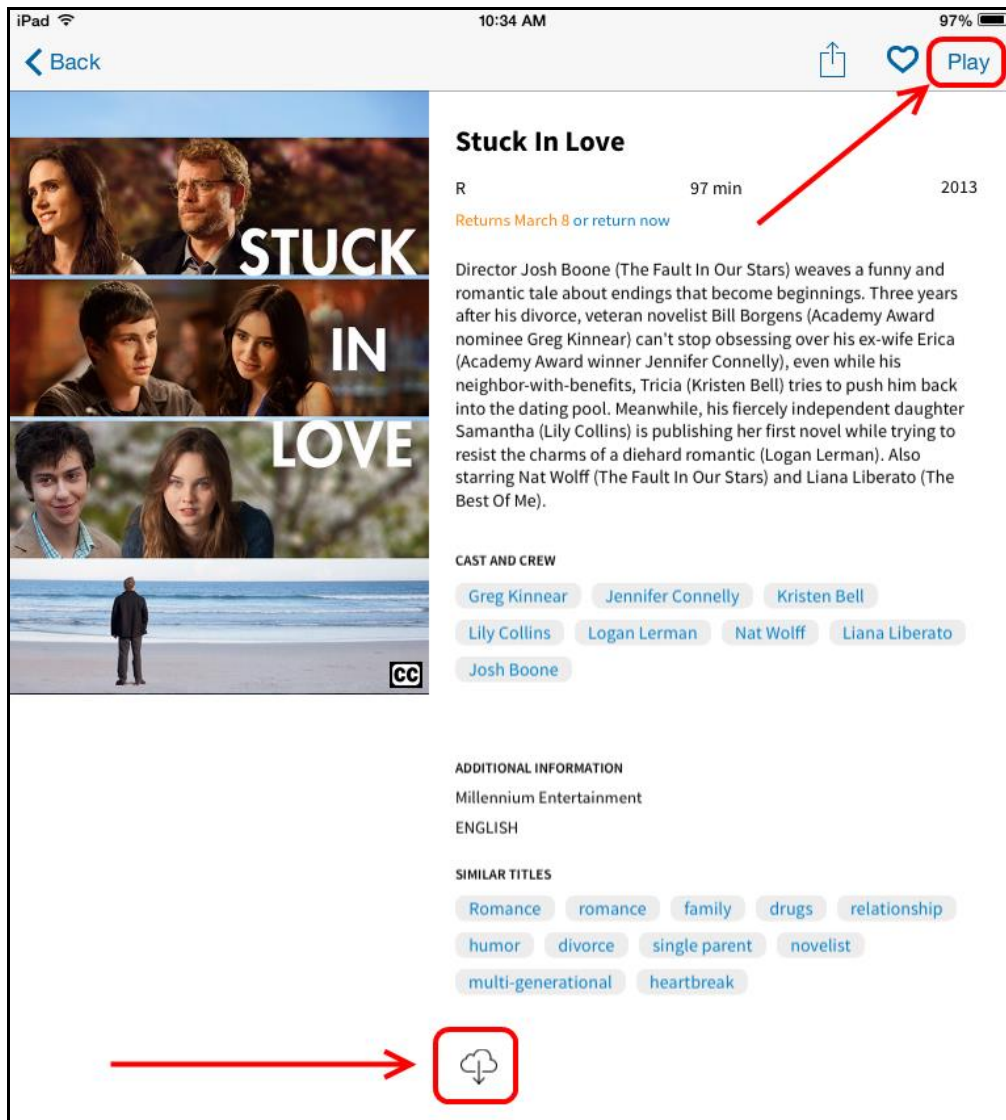 iPad 10:34 AM 97%
Back Play
STUCK
IN
LOVE
CC
Stuck In Love
R 97 min 2013
Returns March 8 or return now
Director Josh Boone (The Fault In Our Stars) weaves a funny and
romantic tale about endings that become beginnings. Three years
after his divorce, veteran novelist Bill Borgens (Academy Award
nominee Greg Kinnear) can't stop obsessing over his ex-wife Erica
(Academy Award winner Jennifer Connelly), even while his
neighbor-with-benefits, Tricia (Kristen Bell) tries to push him back
into the dating pool. Meanwhile, his fiercely independent daughter
Samantha (Lily Collins) is publishing her first novel while trying to
resist the charms of a diehard romantic (Logan Lerman). Also
starring Nat Wolff (The Fault In Our Stars) and Liana Liberato (The
Best Of Me).
CAST AND CREW
Greg Kinnear Jennifer Connelly Kristen Bell
Lily Collins Logan Lerman Nat Wolff Liana Liberato
Josh Boone
ADDITIONAL INFORMATION
Millennium Entertainment
ENGLISH
SIMILAR TITLES
Romance romance family drugs relationship
humor divorce single parent novelist
multi-generational heartbreak